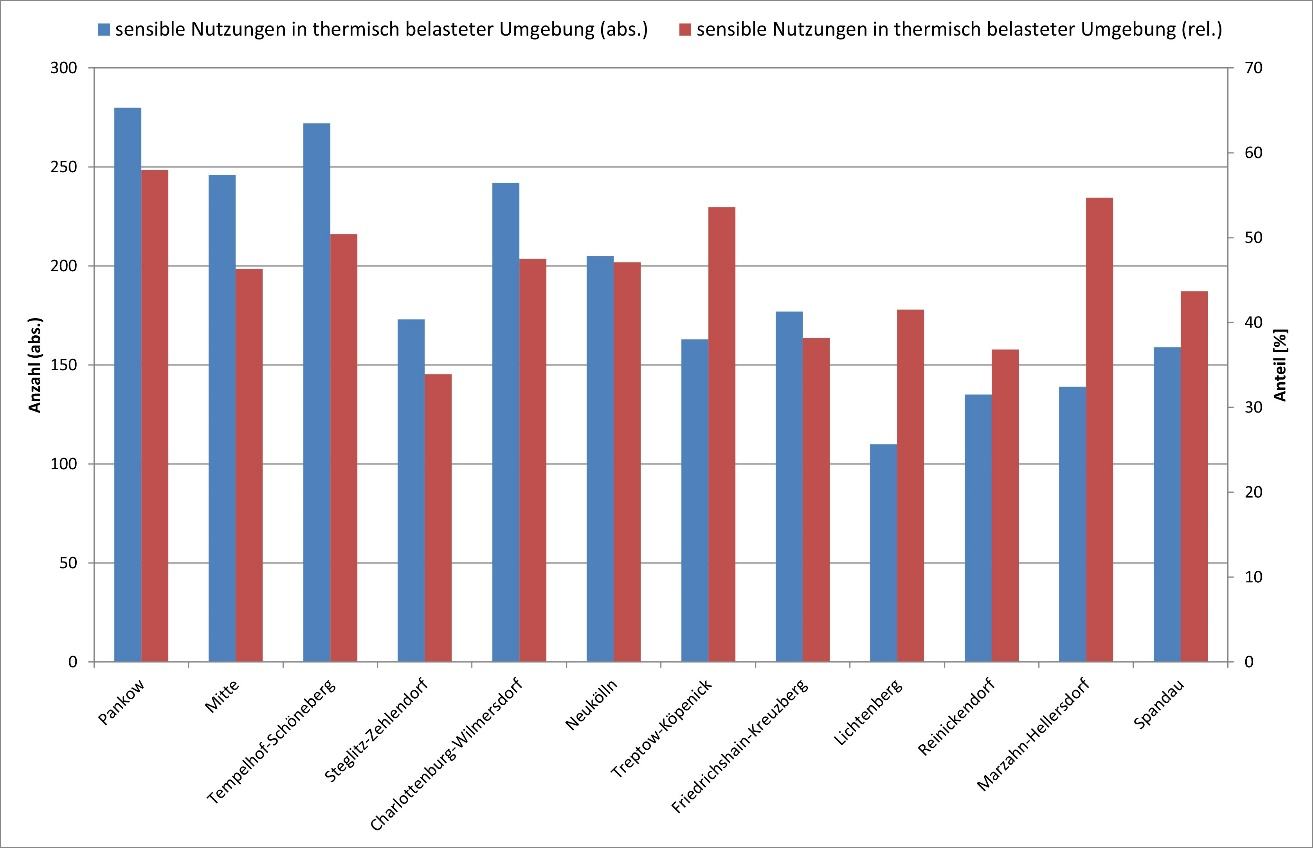 sensible Nutzungen in thermisch belasteter Umgebung (abs.) sensible Nutzungen in thermisch belasteter Umgebung (rel.)
300
250
200
150
100
50
0
Anzahl (abs.)
70
60
50
40
30
20
10
0
Anteil [%]
Pankow
Mitte
Tempelhof-Schöneberg
Steglitz-Zehlendorf
Charlottenburg-Wilmersdorf
Neukölln
Treptow-Köpenick
Friedrichshain-Kreuzberg
Lichtenberg
Reinickendorf
Marzahn-Hellersdorf
Spandau